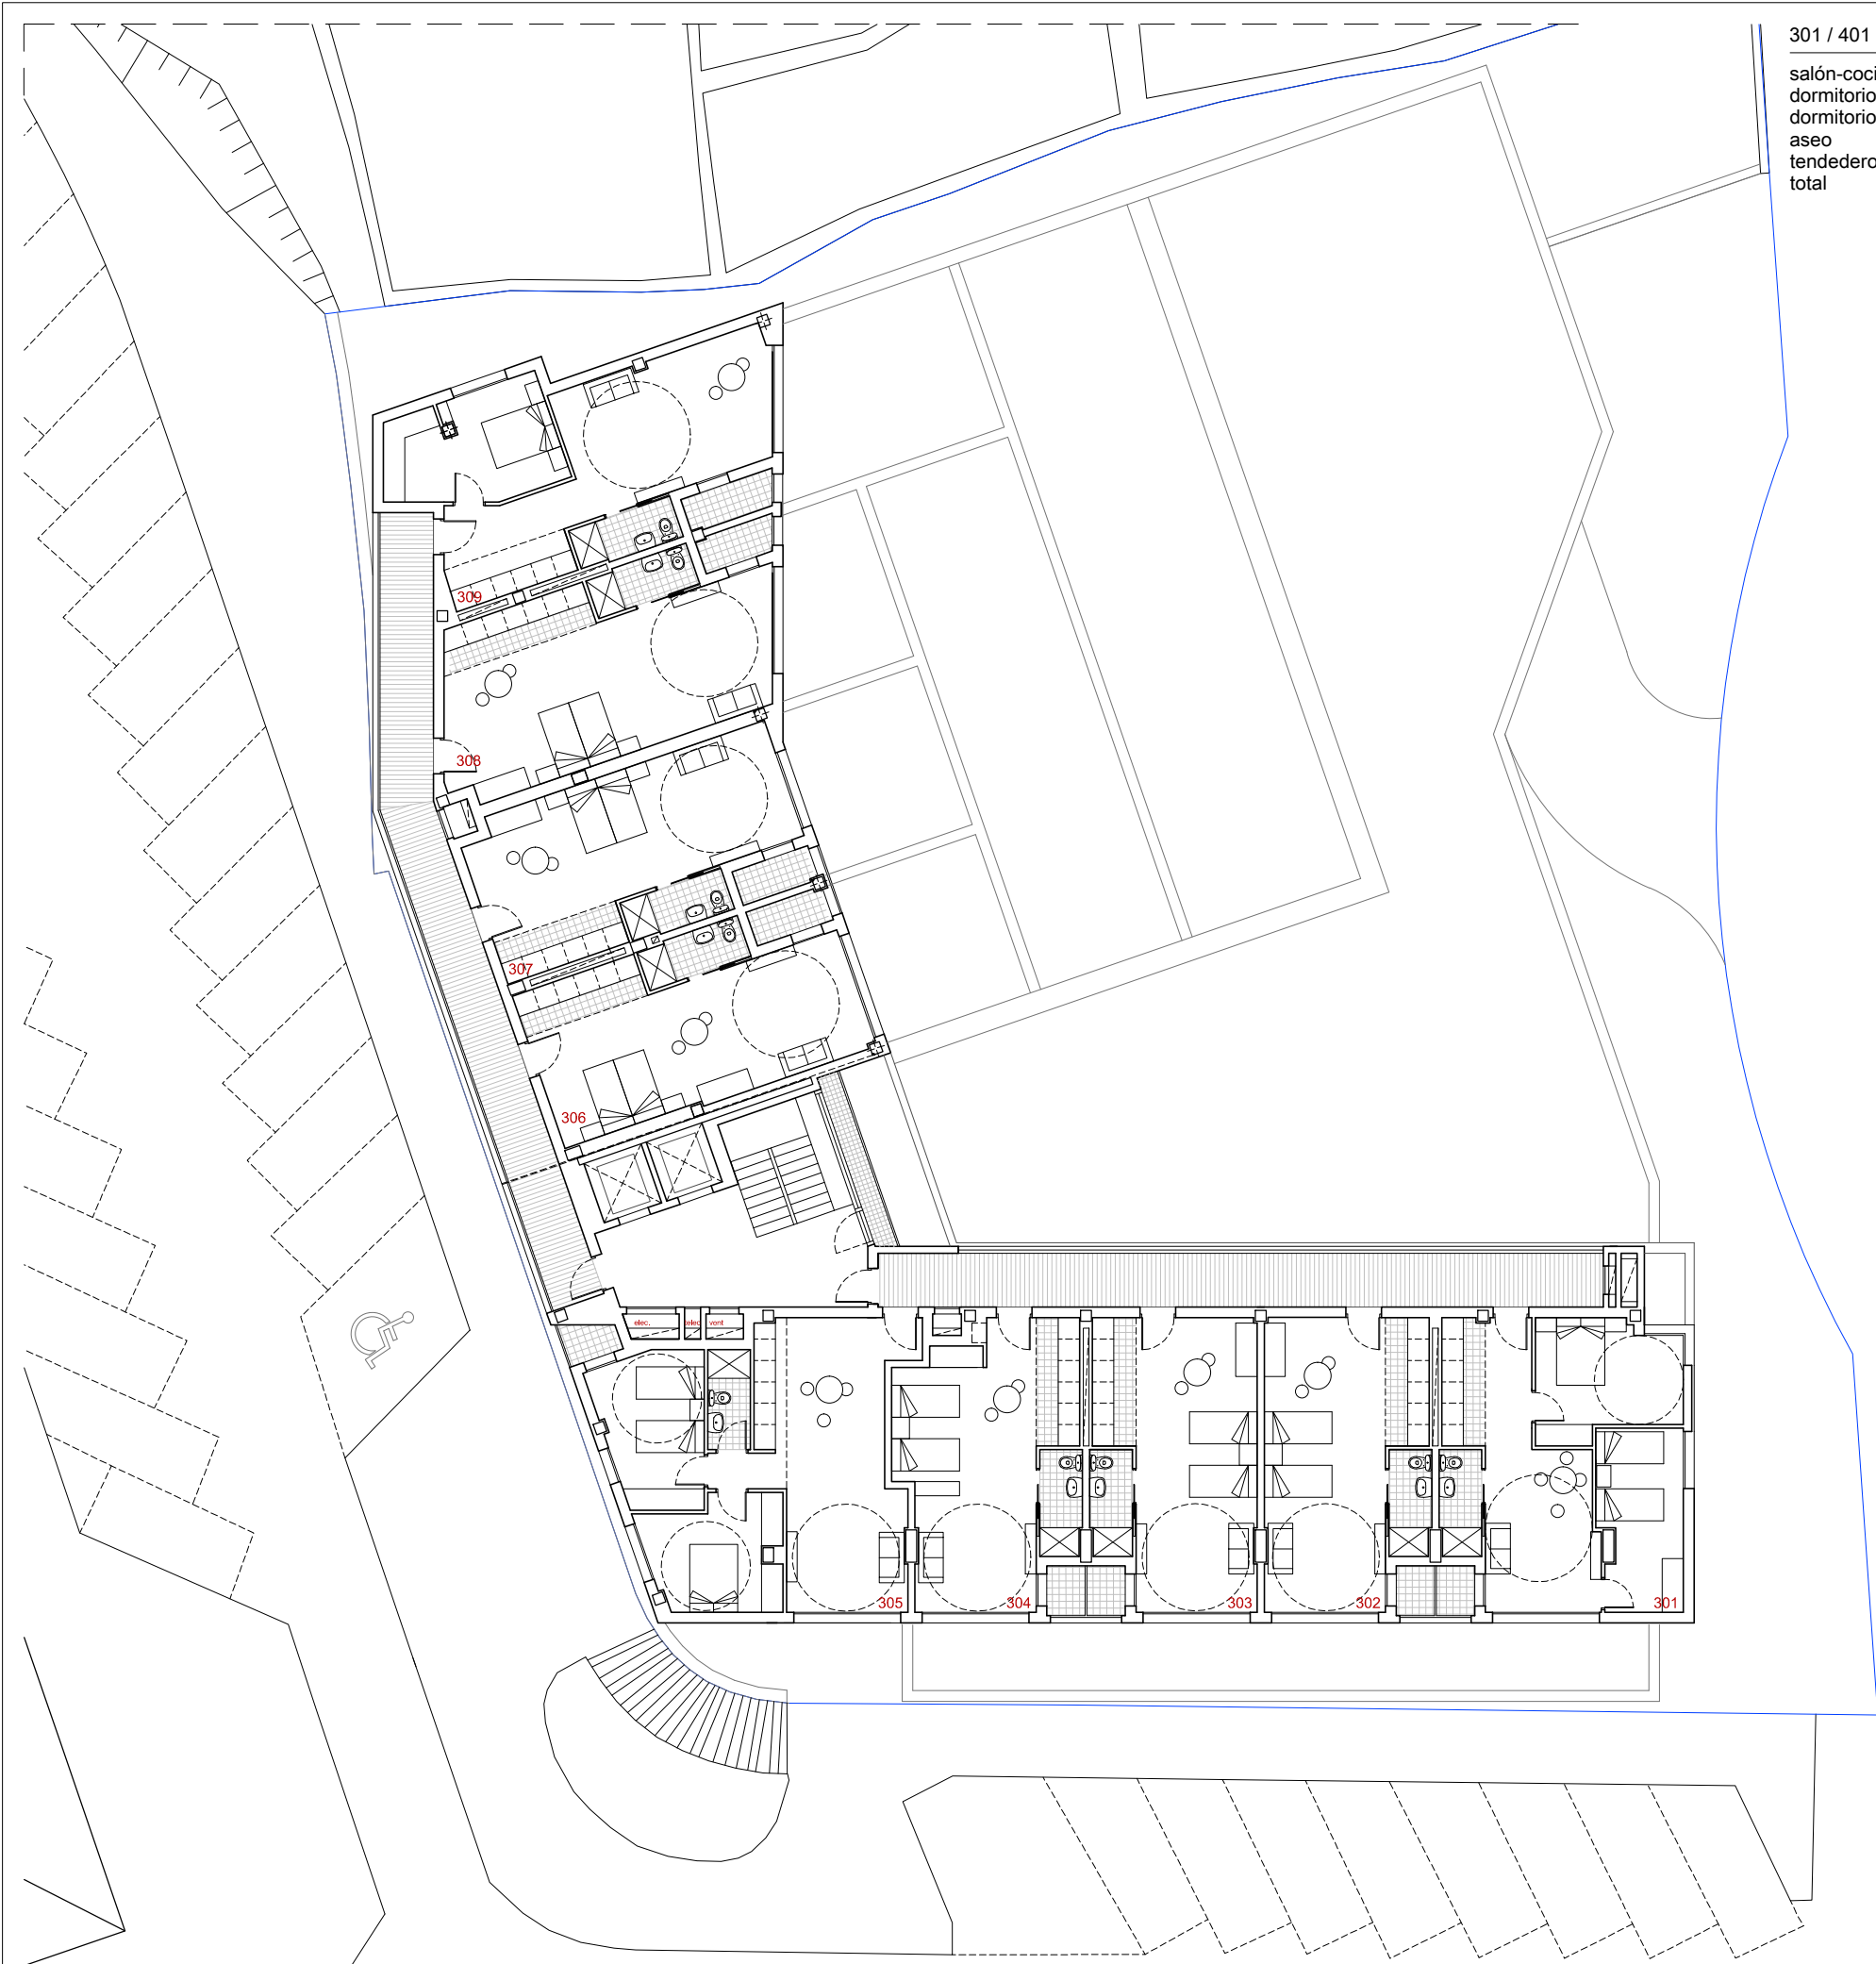 301 / 401
salón-coci
dormitorio
dormitorio
aseo
tendedero
total
309
308
307
306
elec.
telec.
vent
305
304
303
302
301